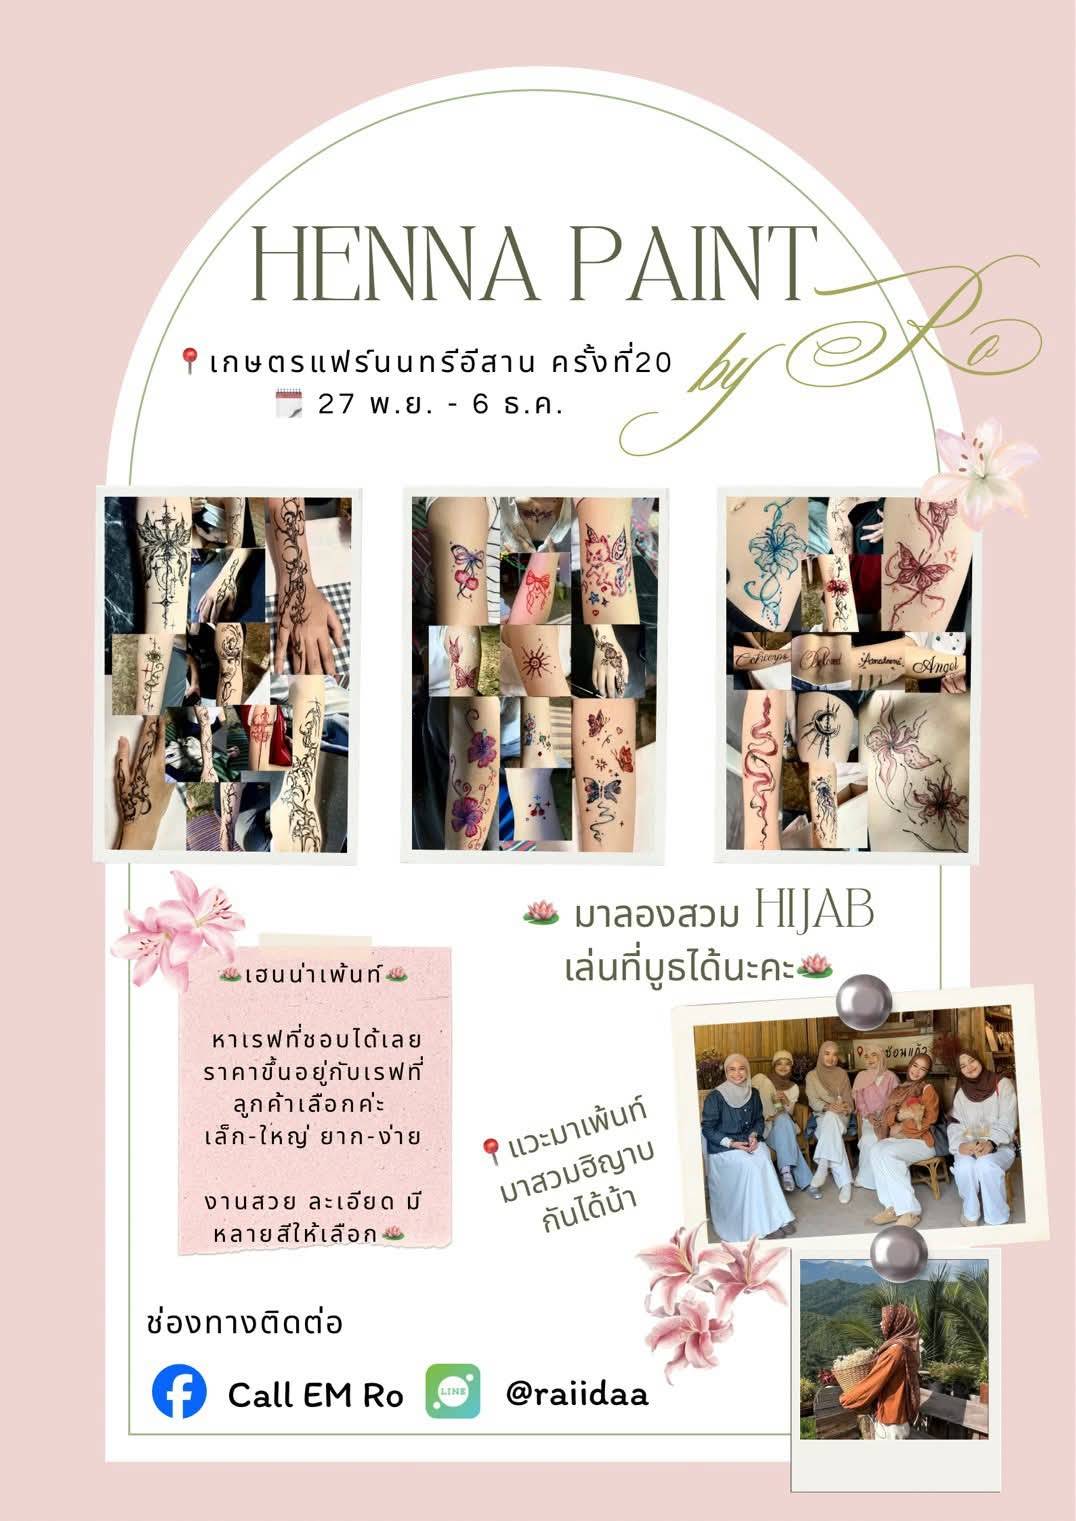 HENNA PAINT
by Ro
📍เกษตรแฟร์นนทรีอีสาน ครั้งที่20
🗓️ 27 พ.ย. - 6 ธ.ค.
Beloved
Angel
🪷 มาลองสวม HIJAB
เล่นที่บูธได้นะคะ🪷
🪷เฮนน่าเพ้นท์🪷
หาเรฟที่ชอบได้เลย
ราคาขึ้นอยู่กับเรฟที่
ลูกค้าเลือกค่ะ
เล็ก-ใหญ่ ยาก-ง่าย
งานสวย ละเอียด มี
หลายสีให้เลือก🪷
ซ้อนแก้ว
📍แวะมาเพ้นท์
มาสวมฮิญาบ
กันได้น้า
ช่องทางติดต่อ
Call EM Ro
LINE
@raiidaa